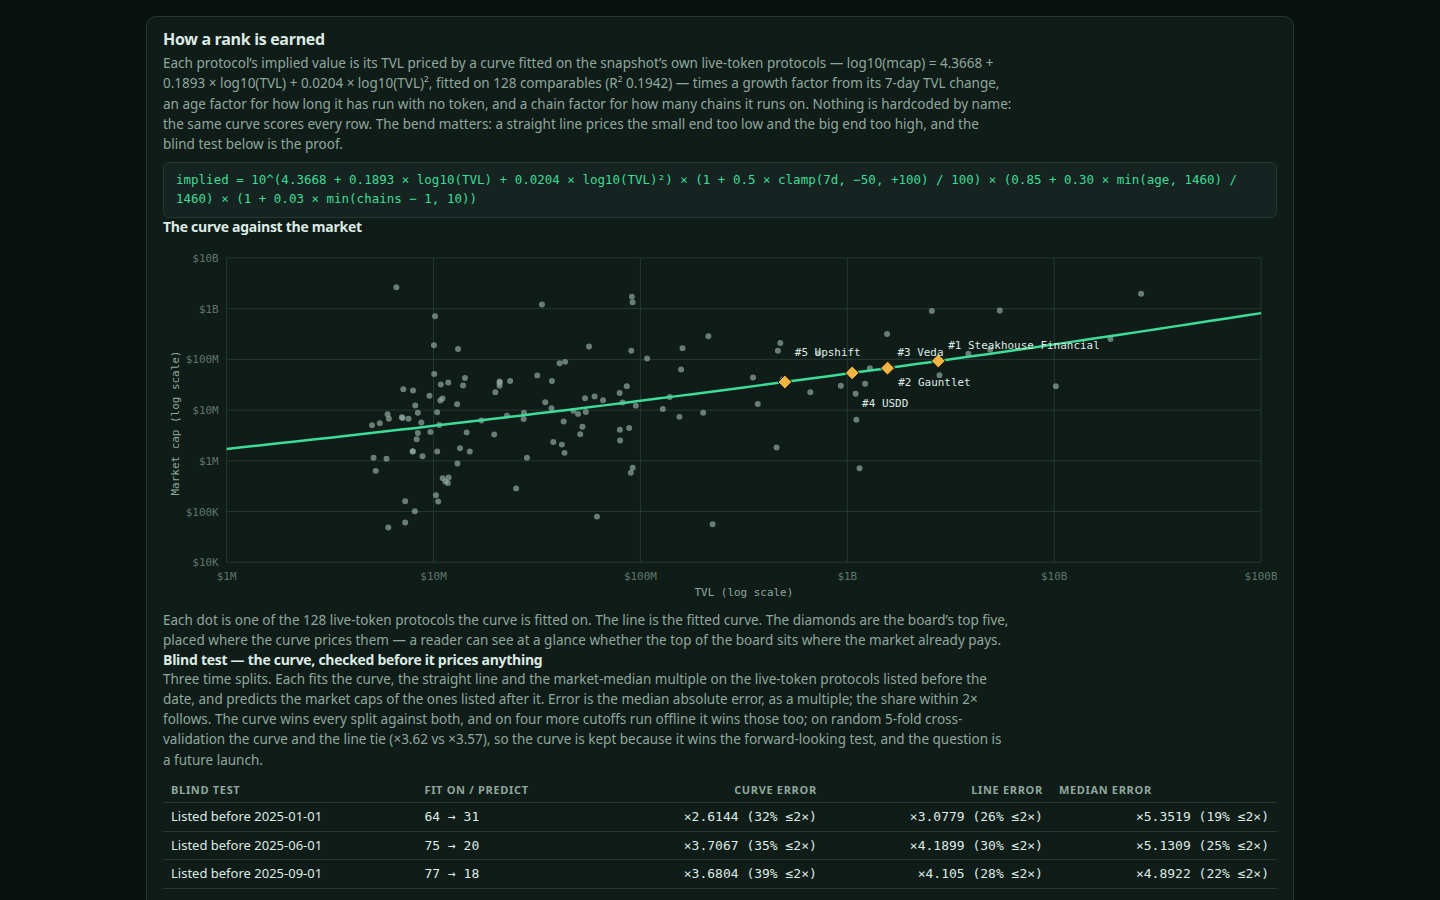 How a rank is earned
Each protocol’s implied value is its TVL priced by a curve fitted on the snapshot’s own live-token protocols — log10(mcap) = 4.3668 +
0.1893 × log10(TVL) + 0.0204 × log10(TVL)², fitted on 128 comparables (R² 0.1942) — times a growth factor from its 7-day TVL change,
an age factor for how long it has run with no token, and a chain factor for how many chains it runs on. Nothing is hardcoded by name:
the same curve scores every row. The bend matters: a straight line prices the small end too low and the big end too high, and the
blind test below is the proof.
implied = 10^(4.3668 + 0.1893 × log10(TVL) + 0.0204 × log10(TVL)²) × (1 + 0.5 × clamp(7d, −50, +100) / 100) × (0.85 + 0.30 × min(age, 1460) /
1460) × (1 + 0.03 × min(chains − 1, 10))
The curve against the market
$10B
$1B
$100M
$10M
$1M
$100K
$10K
Market cap (log scale)
#5 Upshift
#3 Veda
#1 Steakhouse Financial
#2 Gauntlet
#4 USDD
$1M
$10M
$100M
$1B
$10B
$100B
TVL (log scale)
Each dot is one of the 128 live-token protocols the curve is fitted on. The line is the fitted curve. The diamonds are the board’s top five,
placed where the curve prices them — a reader can see at a glance whether the top of the board sits where the market already pays.
Blind test — the curve, checked before it prices anything
Three time splits. Each fits the curve, the straight line and the market-median multiple on the live-token protocols listed before the
date, and predicts the market caps of the ones listed after it. Error is the median absolute error, as a multiple; the share within 2×
follows. The curve wins every split against both, and on four more cutoffs run offline it wins those too; on random 5-fold cross-
validation the curve and the line tie (×3.62 vs ×3.57), so the curve is kept because it wins the forward-looking test, and the question is
a future launch.
BLIND TEST FIT ON / PREDICT CURVE ERROR LINE ERROR MEDIAN ERROR
Listed before 2025-01-01 64 → 31 ×2.6144 (32% ≤2×) ×3.0779 (26% ≤2×) ×5.3519 (19% ≤2×)
Listed before 2025-06-01 75 → 20 ×3.7067 (35% ≤2×) ×4.1899 (30% ≤2×) ×5.1309 (25% ≤2×)
Listed before 2025-09-01 77 → 18 ×3.6804 (39% ≤2×) ×4.105 (28% ≤2×) ×4.8922 (22% ≤2×)